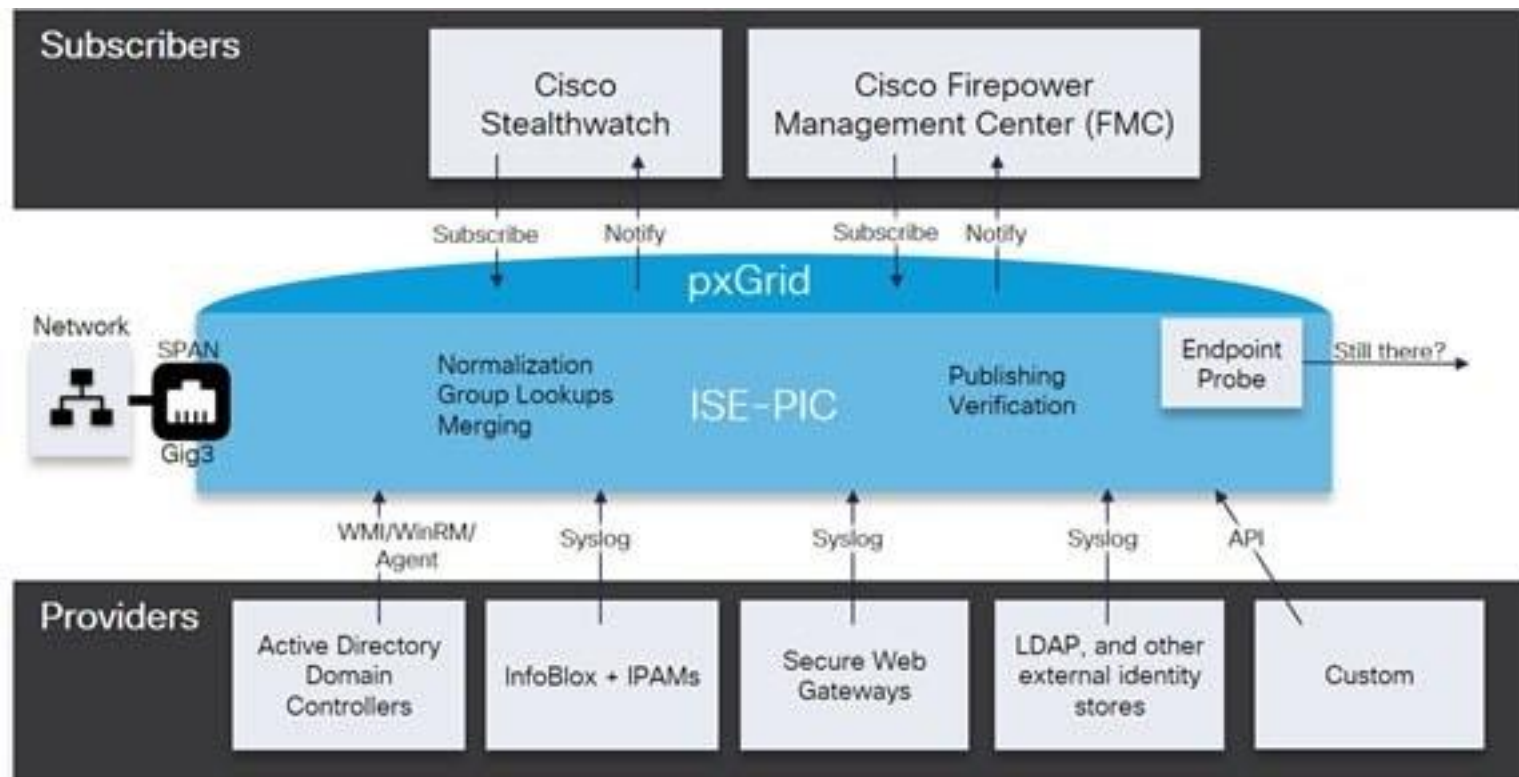 Subscribers
Cisco
Stealthwatch
Cisco Firepower
Management Center (FMC)
Subscribe
Notify
Subscribe
Notify
pxGrid
Network
SPAN
Gig3
Normalization
Group Lookups
Merging
ISE-PIC
Publishing
Verification
Endpoint
Probe
Still there?
WMI/WinRM/
Agent
Syslog
Syslog
Syslog
API
Providers
Active Directory
Domain
Controllers
InfoBlox + IPAMs
Secure Web
Gateways
LDAP, and other
external identity
stores
Custom